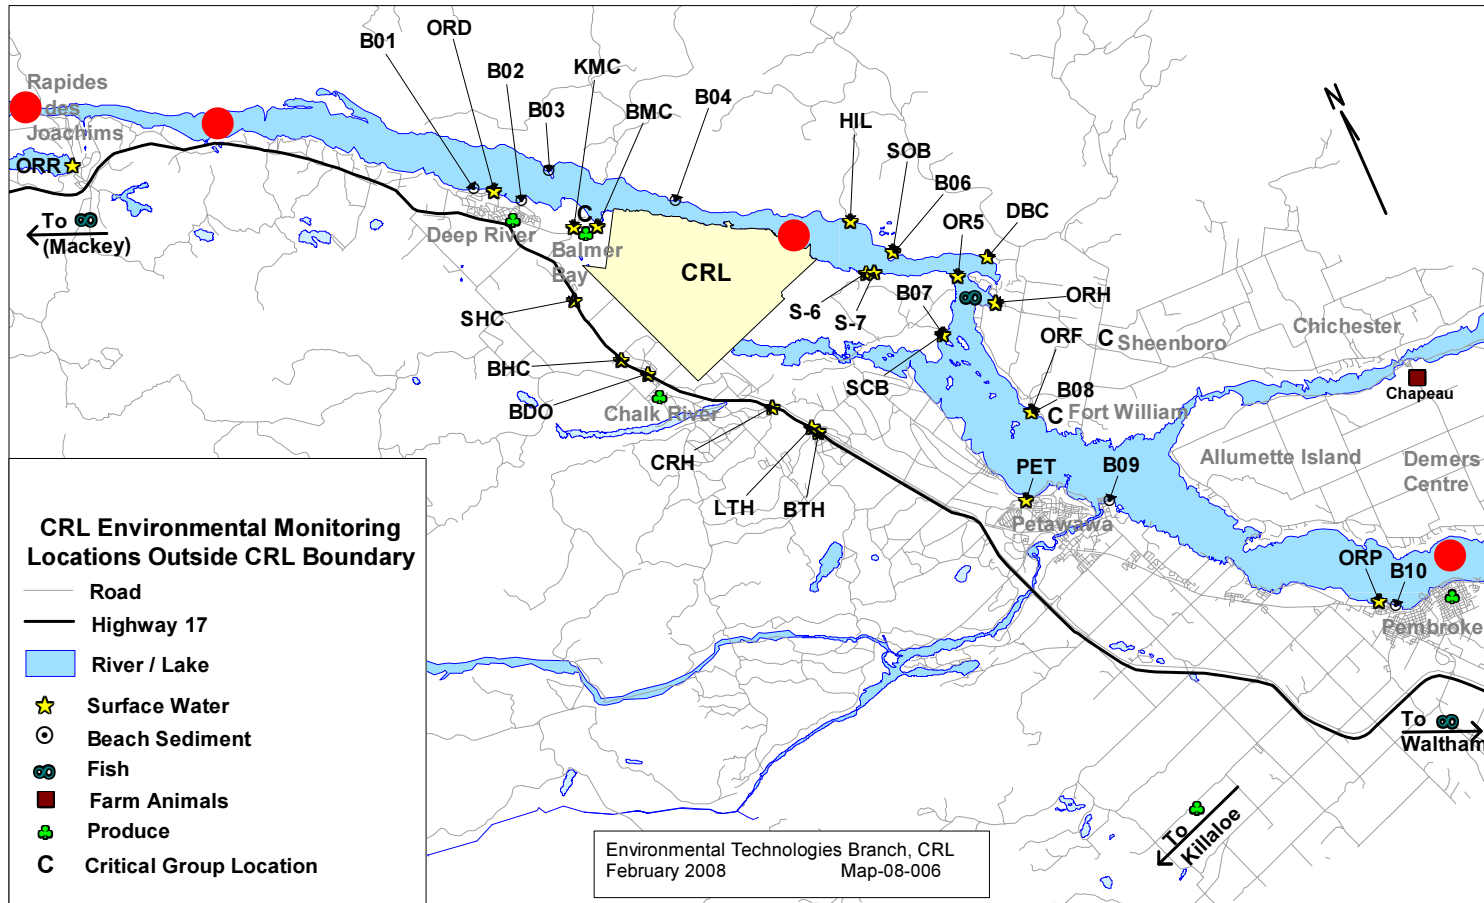 B01
ORD
B02
KMC
B03
BMC
B04
HIL
SOB
B06
OR5
DBC
N
Rapides
des
Joachims
ORR
To
(Mackey)
Deep River
C
Balmer
Bay
CRL
SHC
BHC
BDO
Chalk River
CRH
LTH
BTH
S-6
S-7
B07
SCB
ORH
ORF
C
Sheenboro
B08
C
Fort William
Chichester
Chapeau
Allumette Island
Demers
Centre
PET
B09
Petawawa
ORP
B10
Pembroke
To
Waltham
To
Killaloe
CRL Environmental Monitoring
Locations Outside CRL Boundary
Road
Highway 17
River / Lake
Surface Water
Beach Sediment
Fish
Farm Animals
Produce
C Critical Group Location
Environmental Technologies Branch, CRL
February 2008 Map-08-006